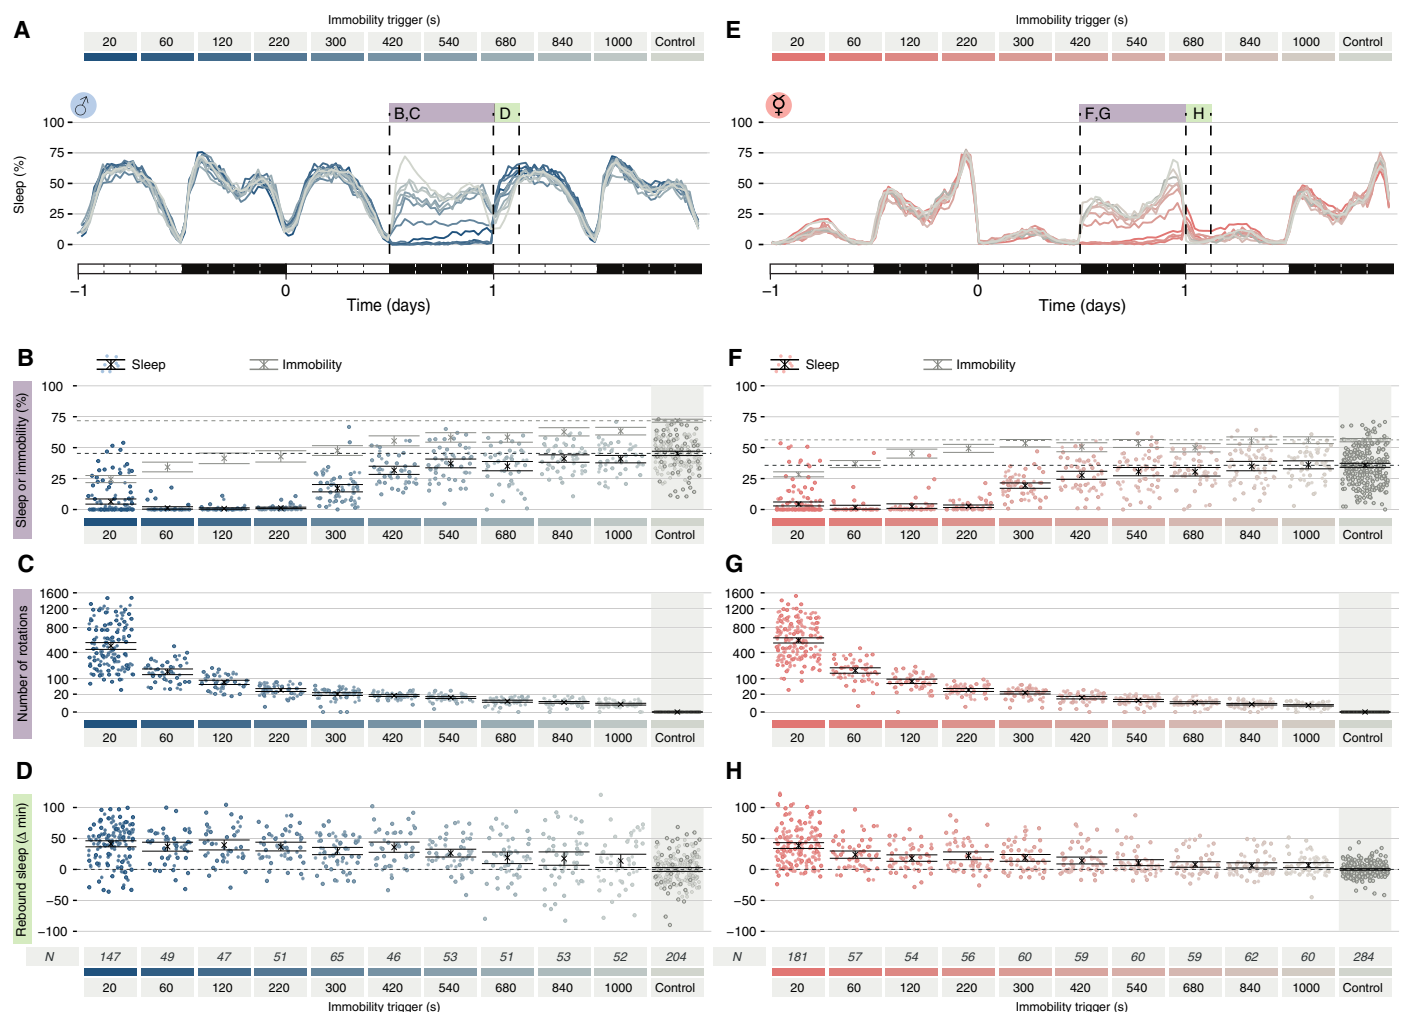 A
Immobility trigger (s)
20 60 120 220 300 420 540 680 840 1000 Control
♂
B,C D
Sleep (%)
100
75
50
25
0
−1 0 1
Time (days)
E
Immobility trigger (s)
20 60 120 220 300 420 540 680 840 1000 Control
☿
F,G H
100
75
50
25
0
−1 0 1
Time (days)
B
Sleep Immobility
Sleep or immobility (%)
100
75
50
25
0
20 60 120 220 300 420 540 680 840 1000 Control
F
Sleep Immobility
100
75
50
25
0
20 60 120 220 300 420 540 680 840 1000 Control
C
Number of rotations
1600
1200
800
400
100
20
0
20 60 120 220 300 420 540 680 840 1000 Control
G
1600
1200
800
400
100
20
0
20 60 120 220 300 420 540 680 840 1000 Control
D
Rebound sleep (Δ min)
100
50
0
−50
−100
N 147 49 47 51 65 46 53 51 53 52 204
20 60 120 220 300 420 540 680 840 1000 Control
Immobility trigger (s)
H
100
50
0
−50
−100
N 181 57 54 56 60 59 60 59 62 60 284
20 60 120 220 300 420 540 680 840 1000 Control
Immobility trigger (s)